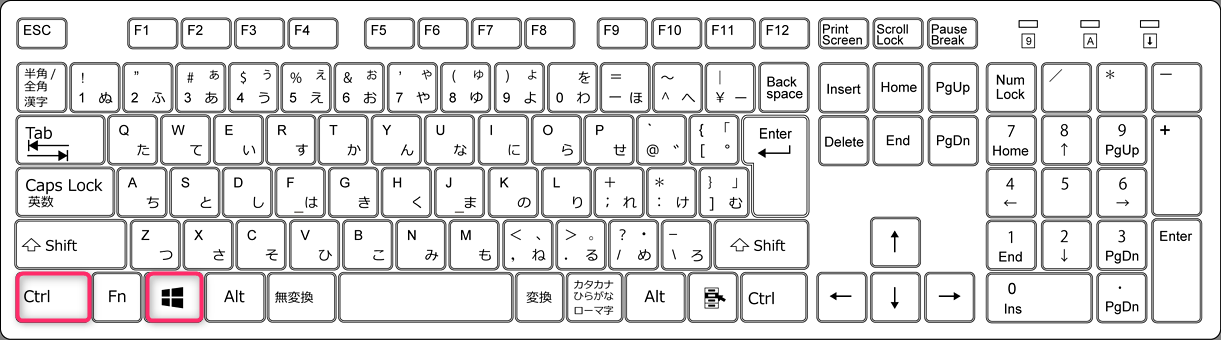 ESC F1 F2 F3 F4 F5 F6 F7 F8 F9 F10 F11 F12 Print Screen Scroll Lock Pause Break 9 A ⬇
半角/全角 漢字 ! 1 ぬ " 2 ふ # ぁ 3 あ $ ぅ 4 う % ぇ 5 え & ぉ 6 お ' ゃ 7 や ( ゅ 8 ゆ ) ょ 9 よ を 0 わ = ー ほ ~ ^ へ | ¥ ー Back space Insert Home PgUp Num Lock / * −
Tab Q た W て E い R す T か Y ん U な I に O ら P せ ` @ ゛ { 「 [ ° Enter Delete End PgDn 7 Home 8 ↑ 9 PgUp +
Caps Lock 英数 A ち S と D し F _ は G き H く J _ ま K の L り + ; れ * : け } 」 ] む 4 ← 5 6 →
⇧ Shift Z つ X さ C そ V ひ B こ N み M も < 、 , ね > 。 . る ? ・ / め − \ ろ ⇧ Shift ↑ 1 End 2 ↓ 3 PgDn Enter
Ctrl Fn Alt 無変換 変換 カタカナ ひらがな ローマ字 Alt Ctrl ← ↓ → 0 Ins . PgDn